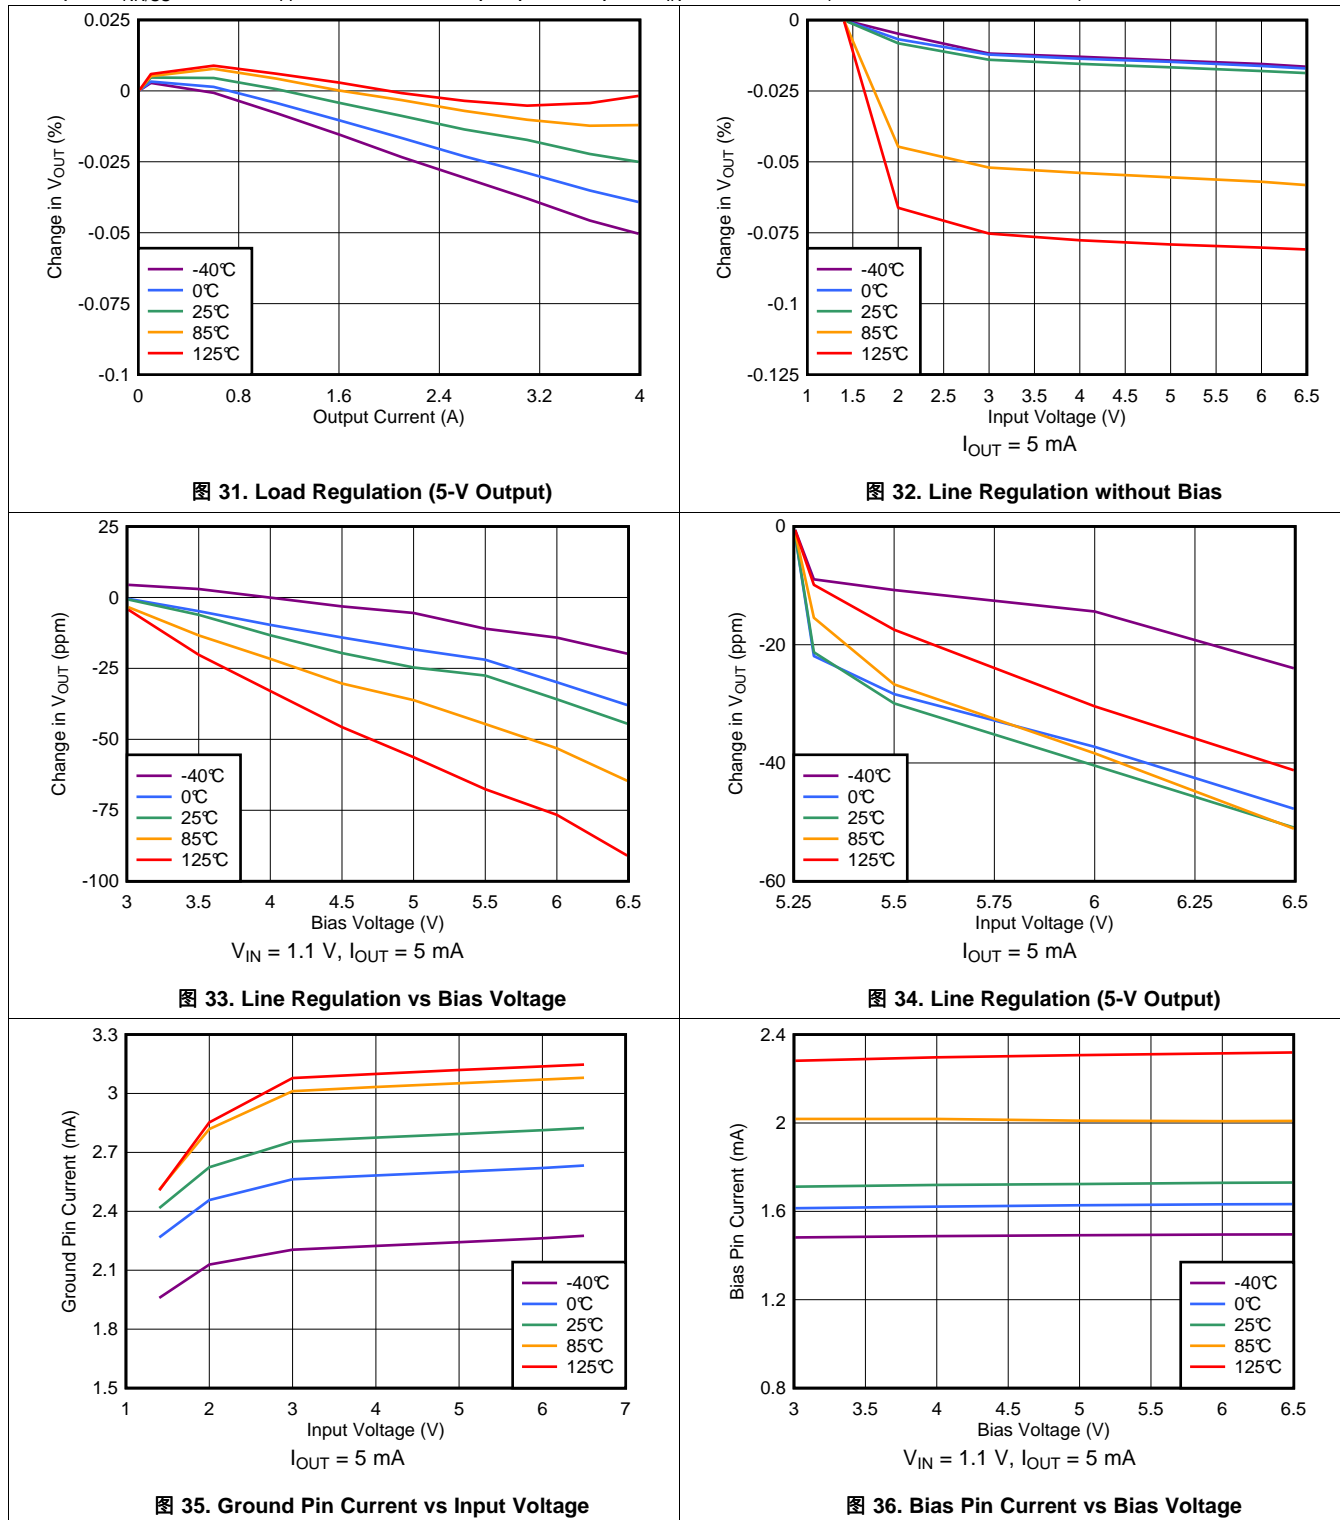 0.025
0
-0.025
-0.05
-0.075
-0.1
Change in VOUT (%)
-40°C
0°C
25°C
85°C
125°C
0 0.8 1.6 2.4 3.2 4
Output Current (A)
图 31. Load Regulation (5-V Output)
0
-0.025
-0.05
-0.075
-0.1
-0.125
Change in VOUT (%)
-40°C
0°C
25°C
85°C
125°C
1 1.5 2 2.5 3 3.5 4 4.5 5 5.5 6 6.5
Input Voltage (V)
IOUT = 5 mA
图 32. Line Regulation without Bias
25
0
-25
-50
-75
-100
Change in VOUT (ppm)
-40°C
0°C
25°C
85°C
125°C
3 3.5 4 4.5 5 5.5 6 6.5
Bias Voltage (V)
VIN = 1.1 V, IOUT = 5 mA
图 33. Line Regulation vs Bias Voltage
0
-20
-40
-60
Change in VOUT (ppm)
-40°C
0°C
25°C
85°C
125°C
5.25 5.5 5.75 6 6.25 6.5
Input Voltage (V)
IOUT = 5 mA
图 34. Line Regulation (5-V Output)
3.3
3
2.7
2.4
2.1
1.8
1.5
Ground Pin Current (mA)
-40°C
0°C
25°C
85°C
125°C
1 2 3 4 5 6 7
Input Voltage (V)
IOUT = 5 mA
图 35. Ground Pin Current vs Input Voltage
2.4
2
1.6
1.2
0.8
Bias Pin Current (mA)
-40°C
0°C
25°C
85°C
125°C
3 3.5 4 4.5 5 5.5 6 6.5
Bias Voltage (V)
VIN = 1.1 V, IOUT = 5 mA
图 36. Bias Pin Current vs Bias Voltage